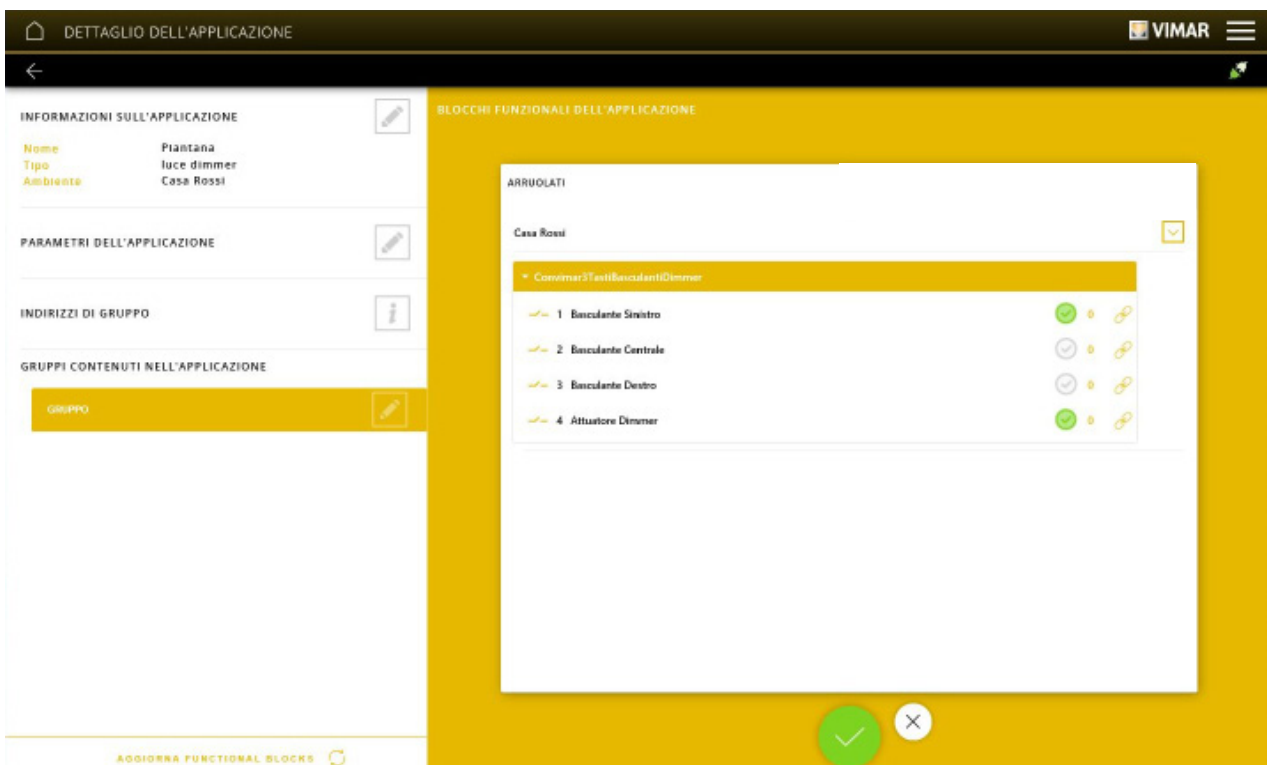 DETTAGLIO DELL'APPLICAZIONE
VIMAR
INFORMAZIONI SULL'APPLICAZIONE
Nome Piantana
Tipo luce dimmer
Ambiente Casa Rossi
PARAMETRI DELL'APPLICAZIONE
INDIRIZZI DI GRUPPO
i
GRUPPI CONTENUTI NELL'APPLICAZIONE
GRUPPO
AGGIORNA FUNCTIONAL BLOCKS
BLOCCHI FUNZIONALI DELL'APPLICAZIONE
ARRUOLATI
Casa Rossi
Convimar3TastiBasculantiDimmer
1 Basculante Sinistro 0
2 Basculante Centrale 0
3 Basculante Destro 0
4 Attuatore Dimmer 0